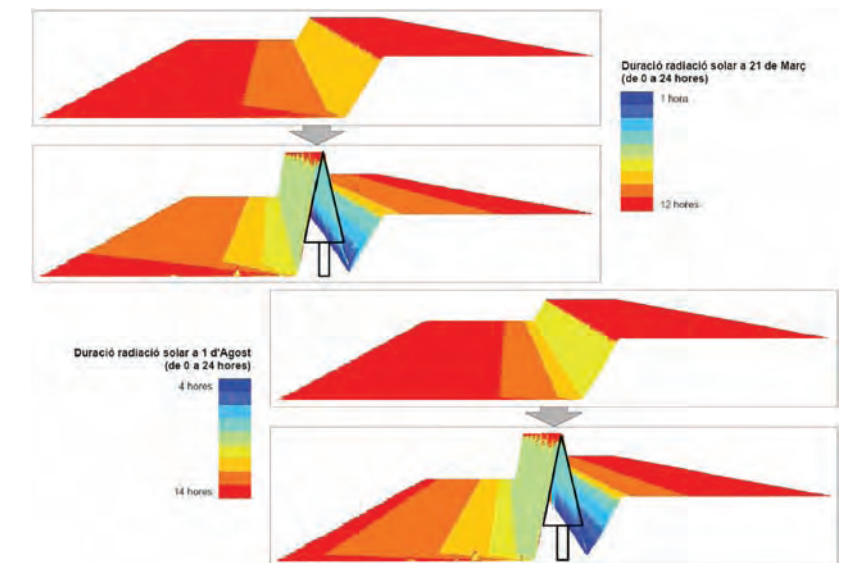 Duració radiació solar a 21 de Març
(de 0 a 24 hores)
1 hora
12 hores
Duració radiació solar a 1 d'Agost
(de 0 a 24 hores)
4 hores
14 hores